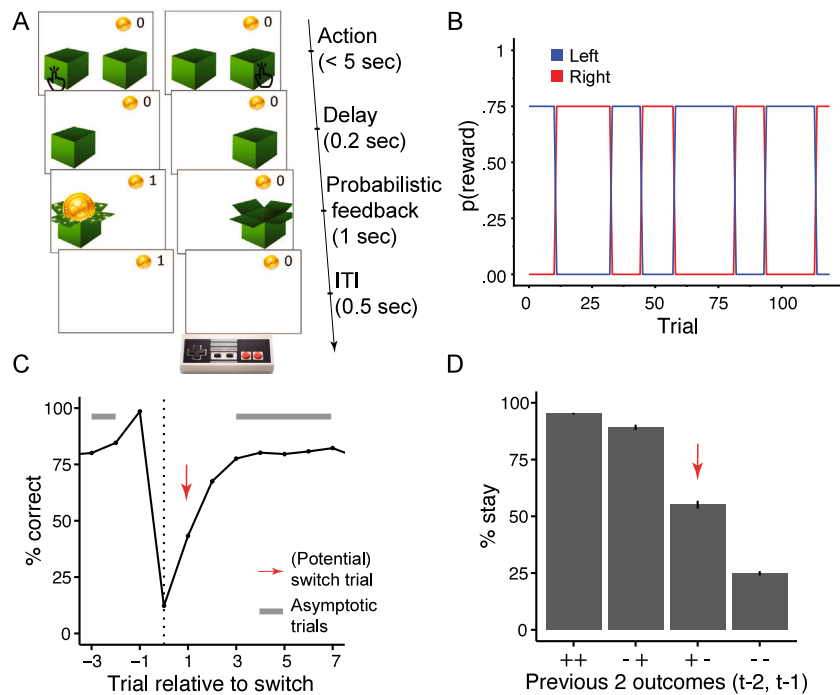 A
0
0
0
0
1
0
1
0
Action
(< 5 sec)
Delay
(0.2 sec)
Probabilistic
feedback
(1 sec)
ITI
(0.5 sec)
B
1
.75
.50
.25
.00
p(reward)
Left
Right
0
25
50
75
100
Trial
C
100
75
50
25
0
% correct
(Potential)
switch trial
Asymptotic
trials
−3
−1
1
3
5
7
Trial relative to switch
D
100
75
50
25
0
% stay
++
-+
+-
--
Previous 2 outcomes (t-2, t-1)